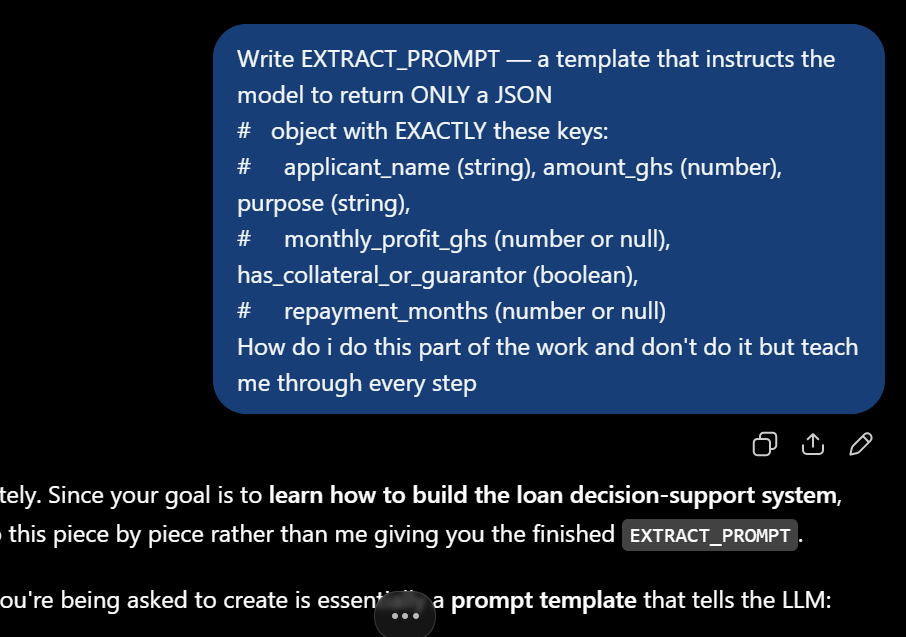 Write EXTRACT_PROMPT — a template that instructs the
model to return ONLY a JSON
#   object with EXACTLY these keys:
#     applicant_name (string), amount_ghs (number),
purpose (string),
#     monthly_profit_ghs (number or null),
has_collateral_or_guarantor (boolean),
#     repayment_months (number or null)
How do i do this part of the work and don't do it but teach
me through every step
tely. Since your goal is to learn how to build the loan decision-support system,
this piece by piece rather than me giving you the finished EXTRACT_PROMPT.
ou're being asked to create is essentially a prompt template that tells the LLM: